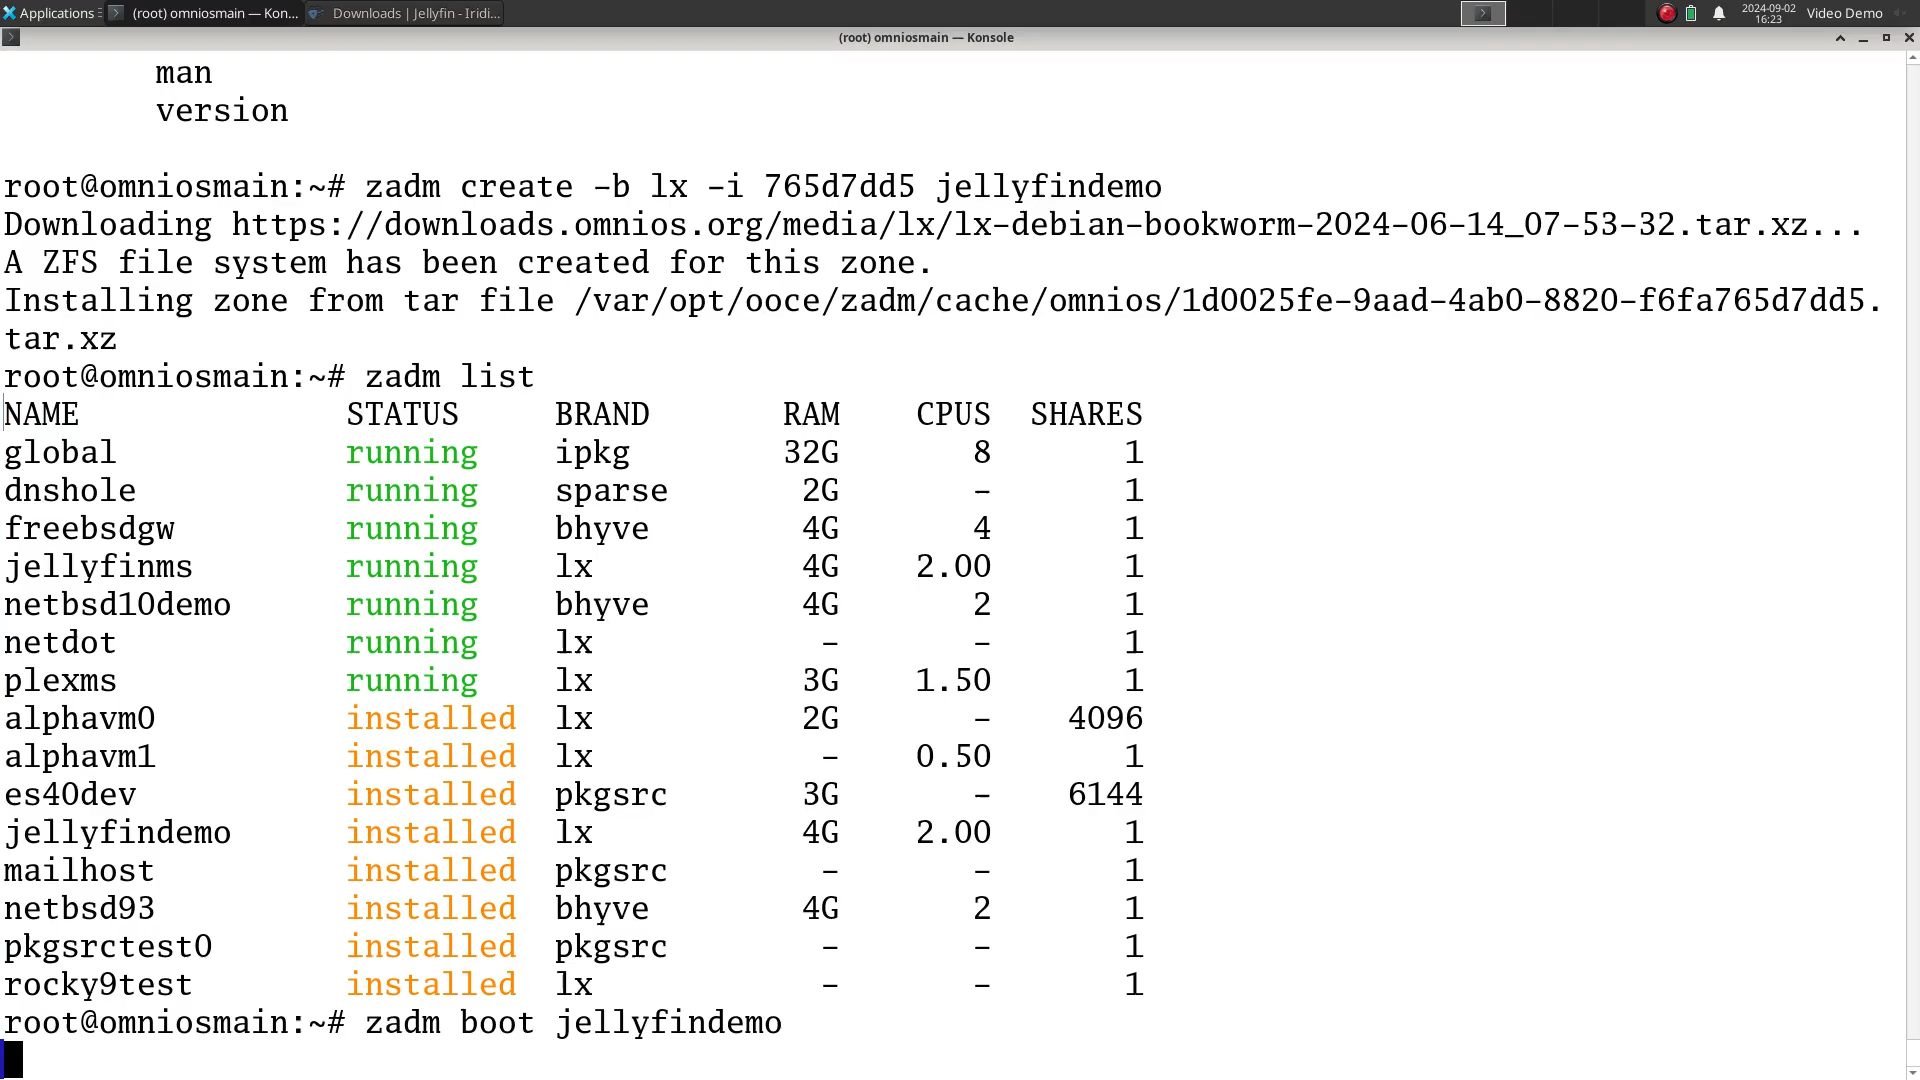 Applications
(root) omniosmain — Kon...
Downloads | Jellyfin - Iridi...
2024-09-02
16:23
Video Demo
(root) omniosmain — Konsole
man
version
root@omniosmain:~# zadm create -b lx -i 765d7dd5 jellyfindemo
Downloading https://downloads.omnios.org/media/lx/lx-debian-bookworm-2024-06-14_07-53-32.tar.xz...
A ZFS file system has been created for this zone.
Installing zone from tar file /var/opt/ooce/zadm/cache/omnios/1d0025fe-9aad-4ab0-8820-f6fa765d7dd5.
tar.xz
root@omniosmain:~# zadm list
NAME STATUS BRAND RAM CPUS SHARES
global running ipkg 32G 8 1
dnshole running sparse 2G - 1
freebsdgw running bhyve 4G 4 1
jellyfinms running lx 4G 2.00 1
netbsd10demo running bhyve 4G 2 1
netdot running lx - - 1
plexms running lx 3G 1.50 1
alphavm0 installed lx 2G - 4096
alphavm1 installed lx - 0.50 1
es40dev installed pkgsrc 3G - 6144
jellyfindemo installed lx 4G 2.00 1
mailhost installed pkgsrc - - 1
netbsd93 installed bhyve 4G 2 1
pkgsrctest0 installed pkgsrc - - 1
rocky9test installed lx - - 1
root@omniosmain:~# zadm boot jellyfindemo